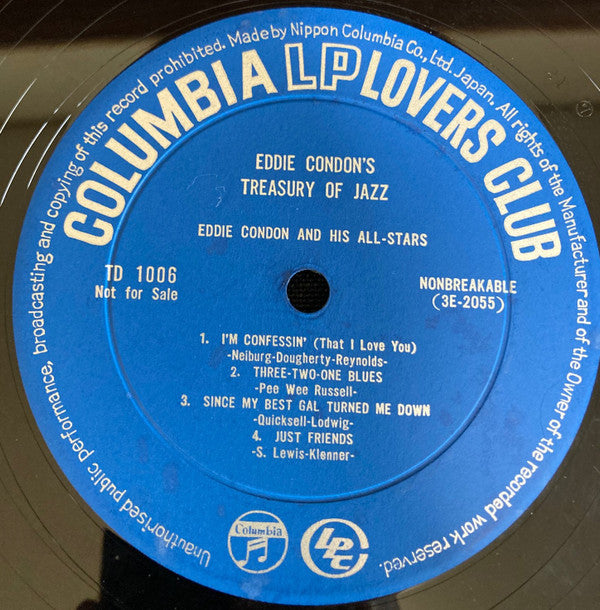 Unauthorised public performance, broadcasting and copying of this record prohibited. Made by Nippon Columbia Co., Ltd. Japan. All rights of the Manufacturer and of the Owner of the recorded work reserved.
COLUMBIA LP LOVERS CLUB
EDDIE CONDON'S
TREASURY OF JAZZ
EDDIE CONDON AND HIS ALL-STARS
TD 1006
Not for Sale
NONBREAKABLE
(3E-2055)
1. I'M CONFESSIN' (That I Love You)
-Neiburg-Dougherty-Reynolds-
2. THREE-TWO-ONE BLUES
-Pee Wee Russell-
3. SINCE MY BEST GAL TURNED ME DOWN
-Quicksell-Lodwig-
4. JUST FRIENDS
-S. Lewis-Klenner-
Columbia
LPLC